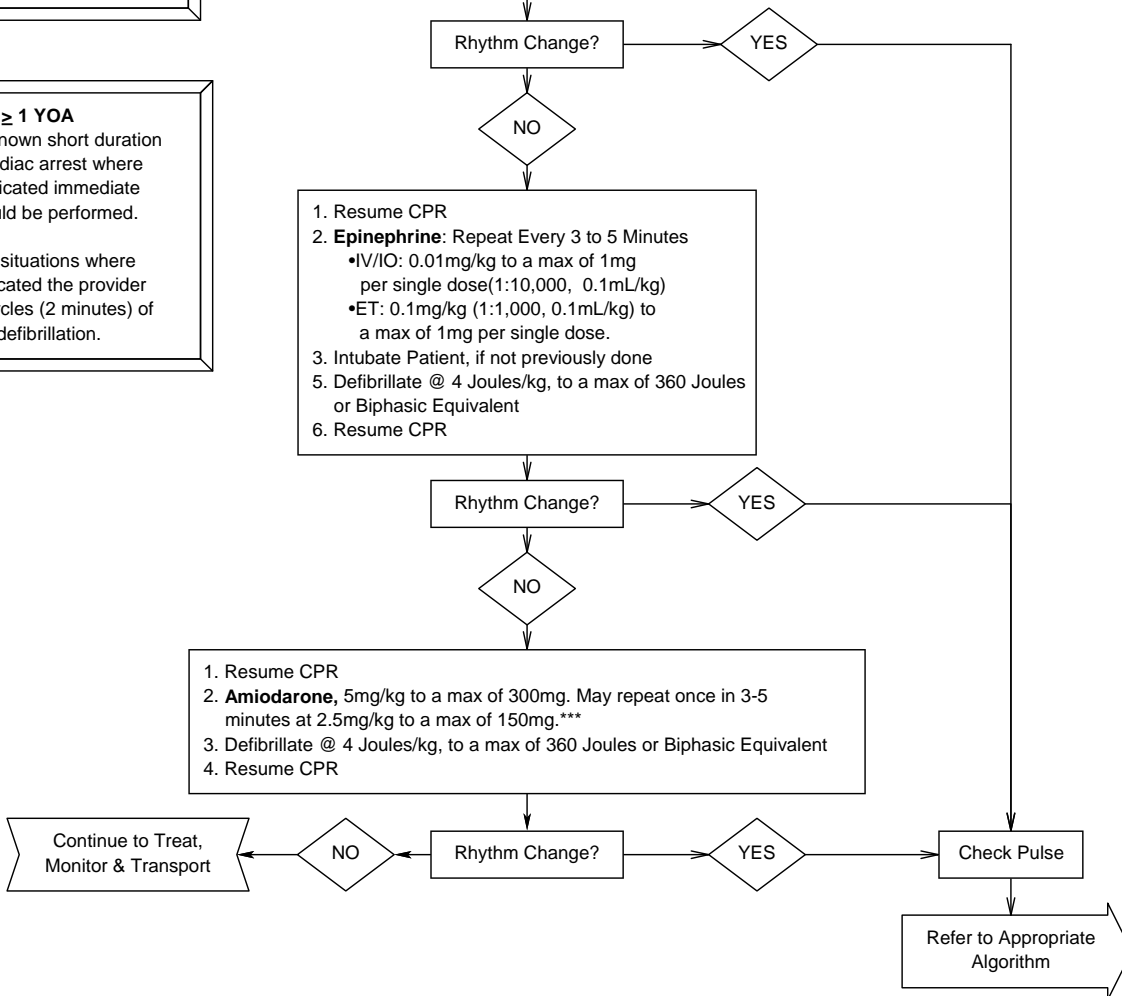 Rhythm Change?
YES
NO
≥ 1 YOA
nown short duration
diac arrest where
icated immediate
ld be performed.
situations where
cated the provider
cles (2 minutes) of
defibrillation.
1. Resume CPR
2. Epinephrine: Repeat Every 3 to 5 Minutes
•IV/IO: 0.01mg/kg to a max of 1mg
per single dose(1:10,000, 0.1mL/kg)
•ET: 0.1mg/kg (1:1,000, 0.1mL/kg) to
a max of 1mg per single dose.
3. Intubate Patient, if not previously done
5. Defibrillate @ 4 Joules/kg, to a max of 360 Joules
or Biphasic Equivalent
6. Resume CPR
Rhythm Change?
YES
NO
1. Resume CPR
2. Amiodarone, 5mg/kg to a max of 300mg. May repeat once in 3-5
minutes at 2.5mg/kg to a max of 150mg.***
3. Defibrillate @ 4 Joules/kg, to a max of 360 Joules or Biphasic Equivalent
4. Resume CPR
Continue to Treat,
Monitor & Transport
NO
Rhythm Change?
YES
Check Pulse
Refer to Appropriate
Algorithm